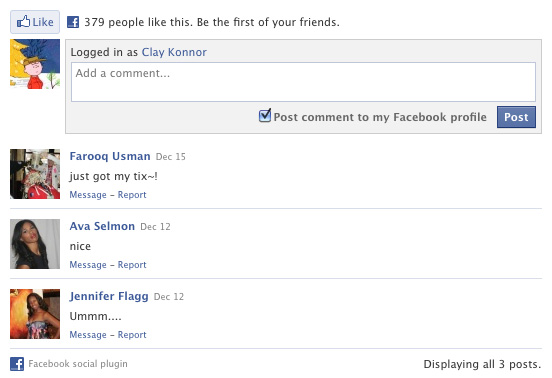 Like
379 people like this. Be the first of your friends.
Logged in as Clay Konnor
Add a comment...
Post comment to my Facebook profile
Post
Farooq Usman Dec 15
just got my tix~!
Message – Report
Ava Selmon Dec 12
nice
Message – Report
Jennifer Flagg Dec 12
Ummm....
Message – Report
Facebook social plugin
Displaying all 3 posts.